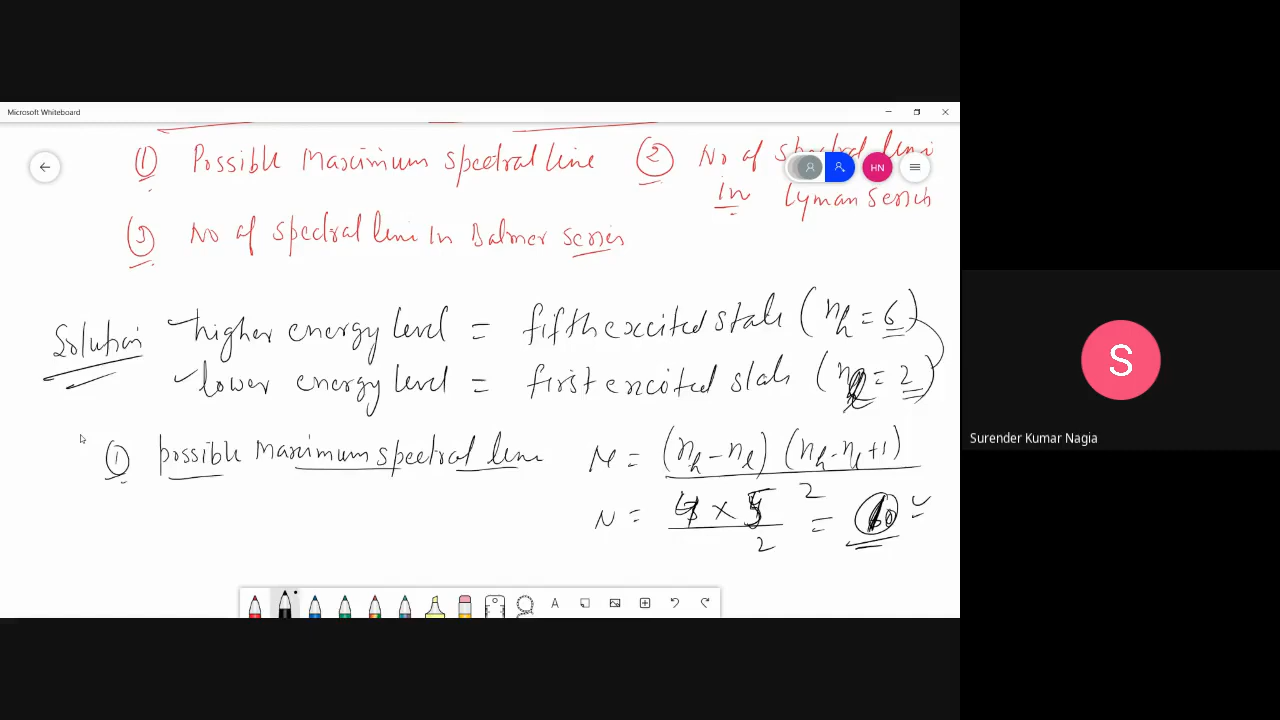 Microsoft Whiteboard
① Possible Maximum spectral line ② No of spectral line
in Lyman Series
HN
③ No of spectral line in Balmer series
Solution higher energy level = fifth excited state (nh = 6)
lower energy level = first excited state (nl = 2)
① possible Maximum spectral line N = (nh - nl) (nh - nl + 1)
2
N = 4 × 5 = 10
2
A
S
Surender Kumar Nagia